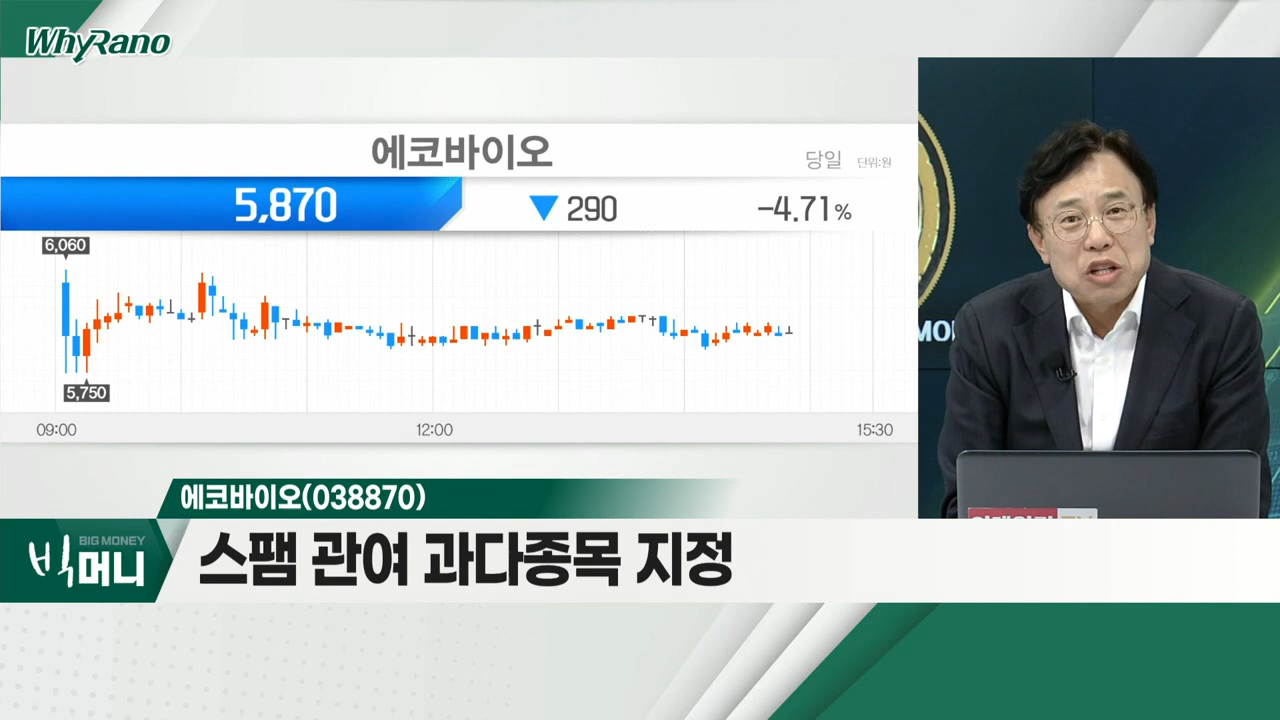 WhyRano
에코바이오
당일 단위:원
5,870 ▼ 290 -4.71%
6,060
5,750
09:00 12:00 15:30
에코바이오(038870)
BIG MONEY
빅머니
스팸 관여 과다종목 지정